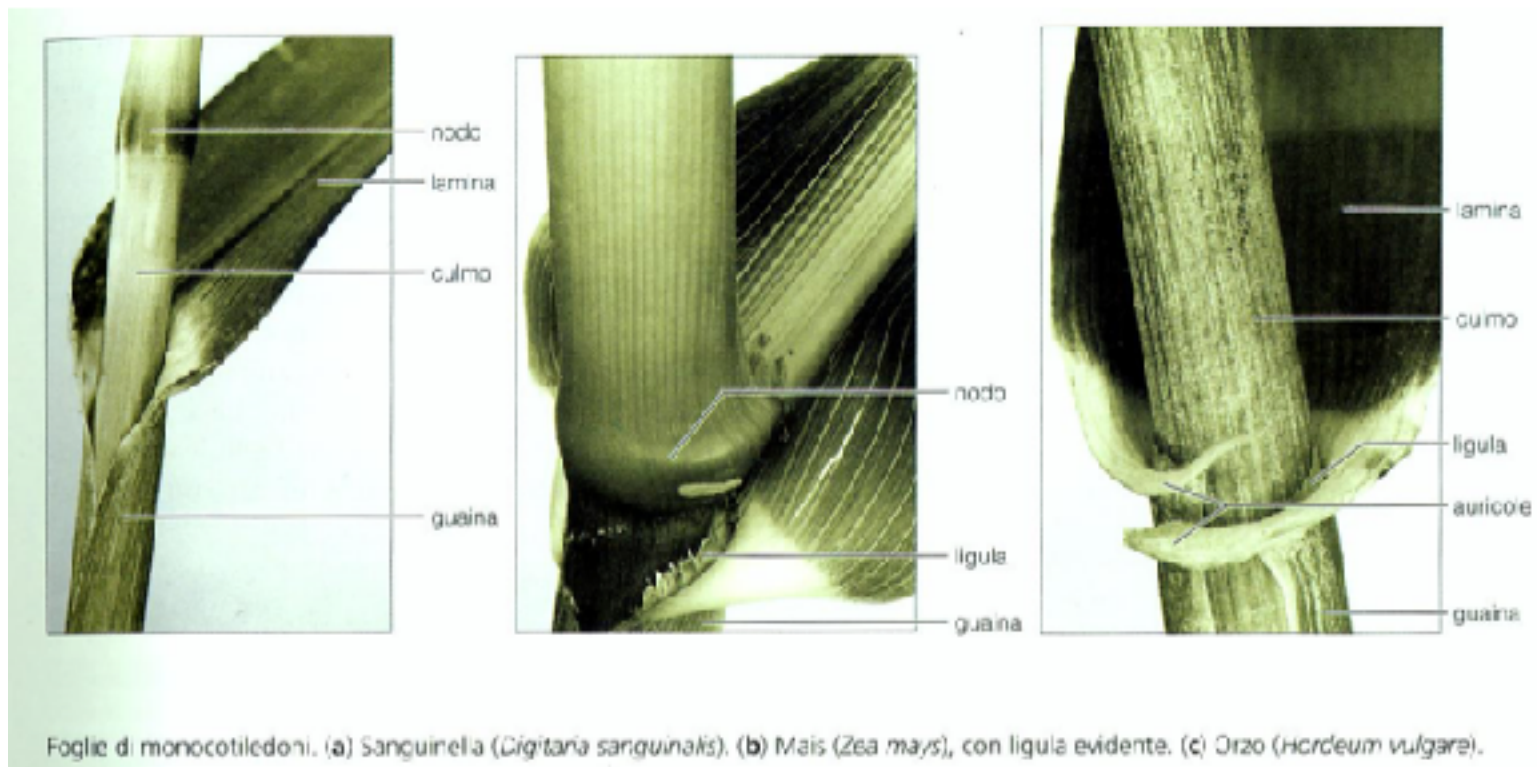 nodo
lamina
culmo
guaina
nodo
ligula
guaina
lamina
culmo
ligula
auricole
guaina
Foglie di monocotiledoni. (a) Sanguinella (Digitaria sanguinalis). (b) Mais (Zea mays), con ligula evidente. (c) Orzo (Hordeum vulgare).